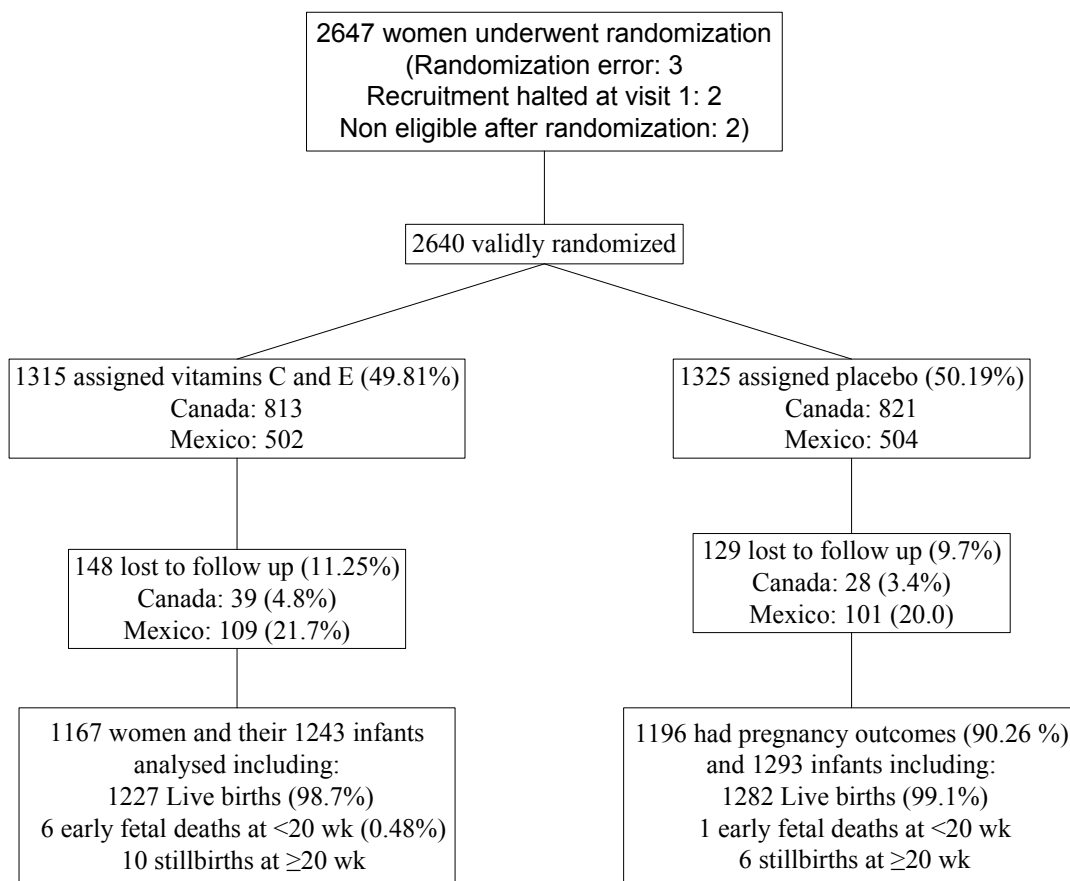 2647 women underwent randomization
(Randomization error: 3
Recruitment halted at visit 1: 2
Non eligible after randomization: 2)
2640 validly randomized
1315 assigned vitamins C and E (49.81%)
Canada: 813
Mexico: 502
1325 assigned placebo (50.19%)
Canada: 821
Mexico: 504
148 lost to follow up (11.25%)
Canada: 39 (4.8%)
Mexico: 109 (21.7%)
129 lost to follow up (9.7%)
Canada: 28 (3.4%)
Mexico: 101 (20.0)
1167 women and their 1243 infants
analysed including:
1227 Live births (98.7%)
6 early fetal deaths at <20 wk (0.48%)
10 stillbirths at ≥20 wk
1196 had pregnancy outcomes (90.26 %)
and 1293 infants including:
1282 Live births (99.1%)
1 early fetal deaths at <20 wk
6 stillbirths at ≥20 wk